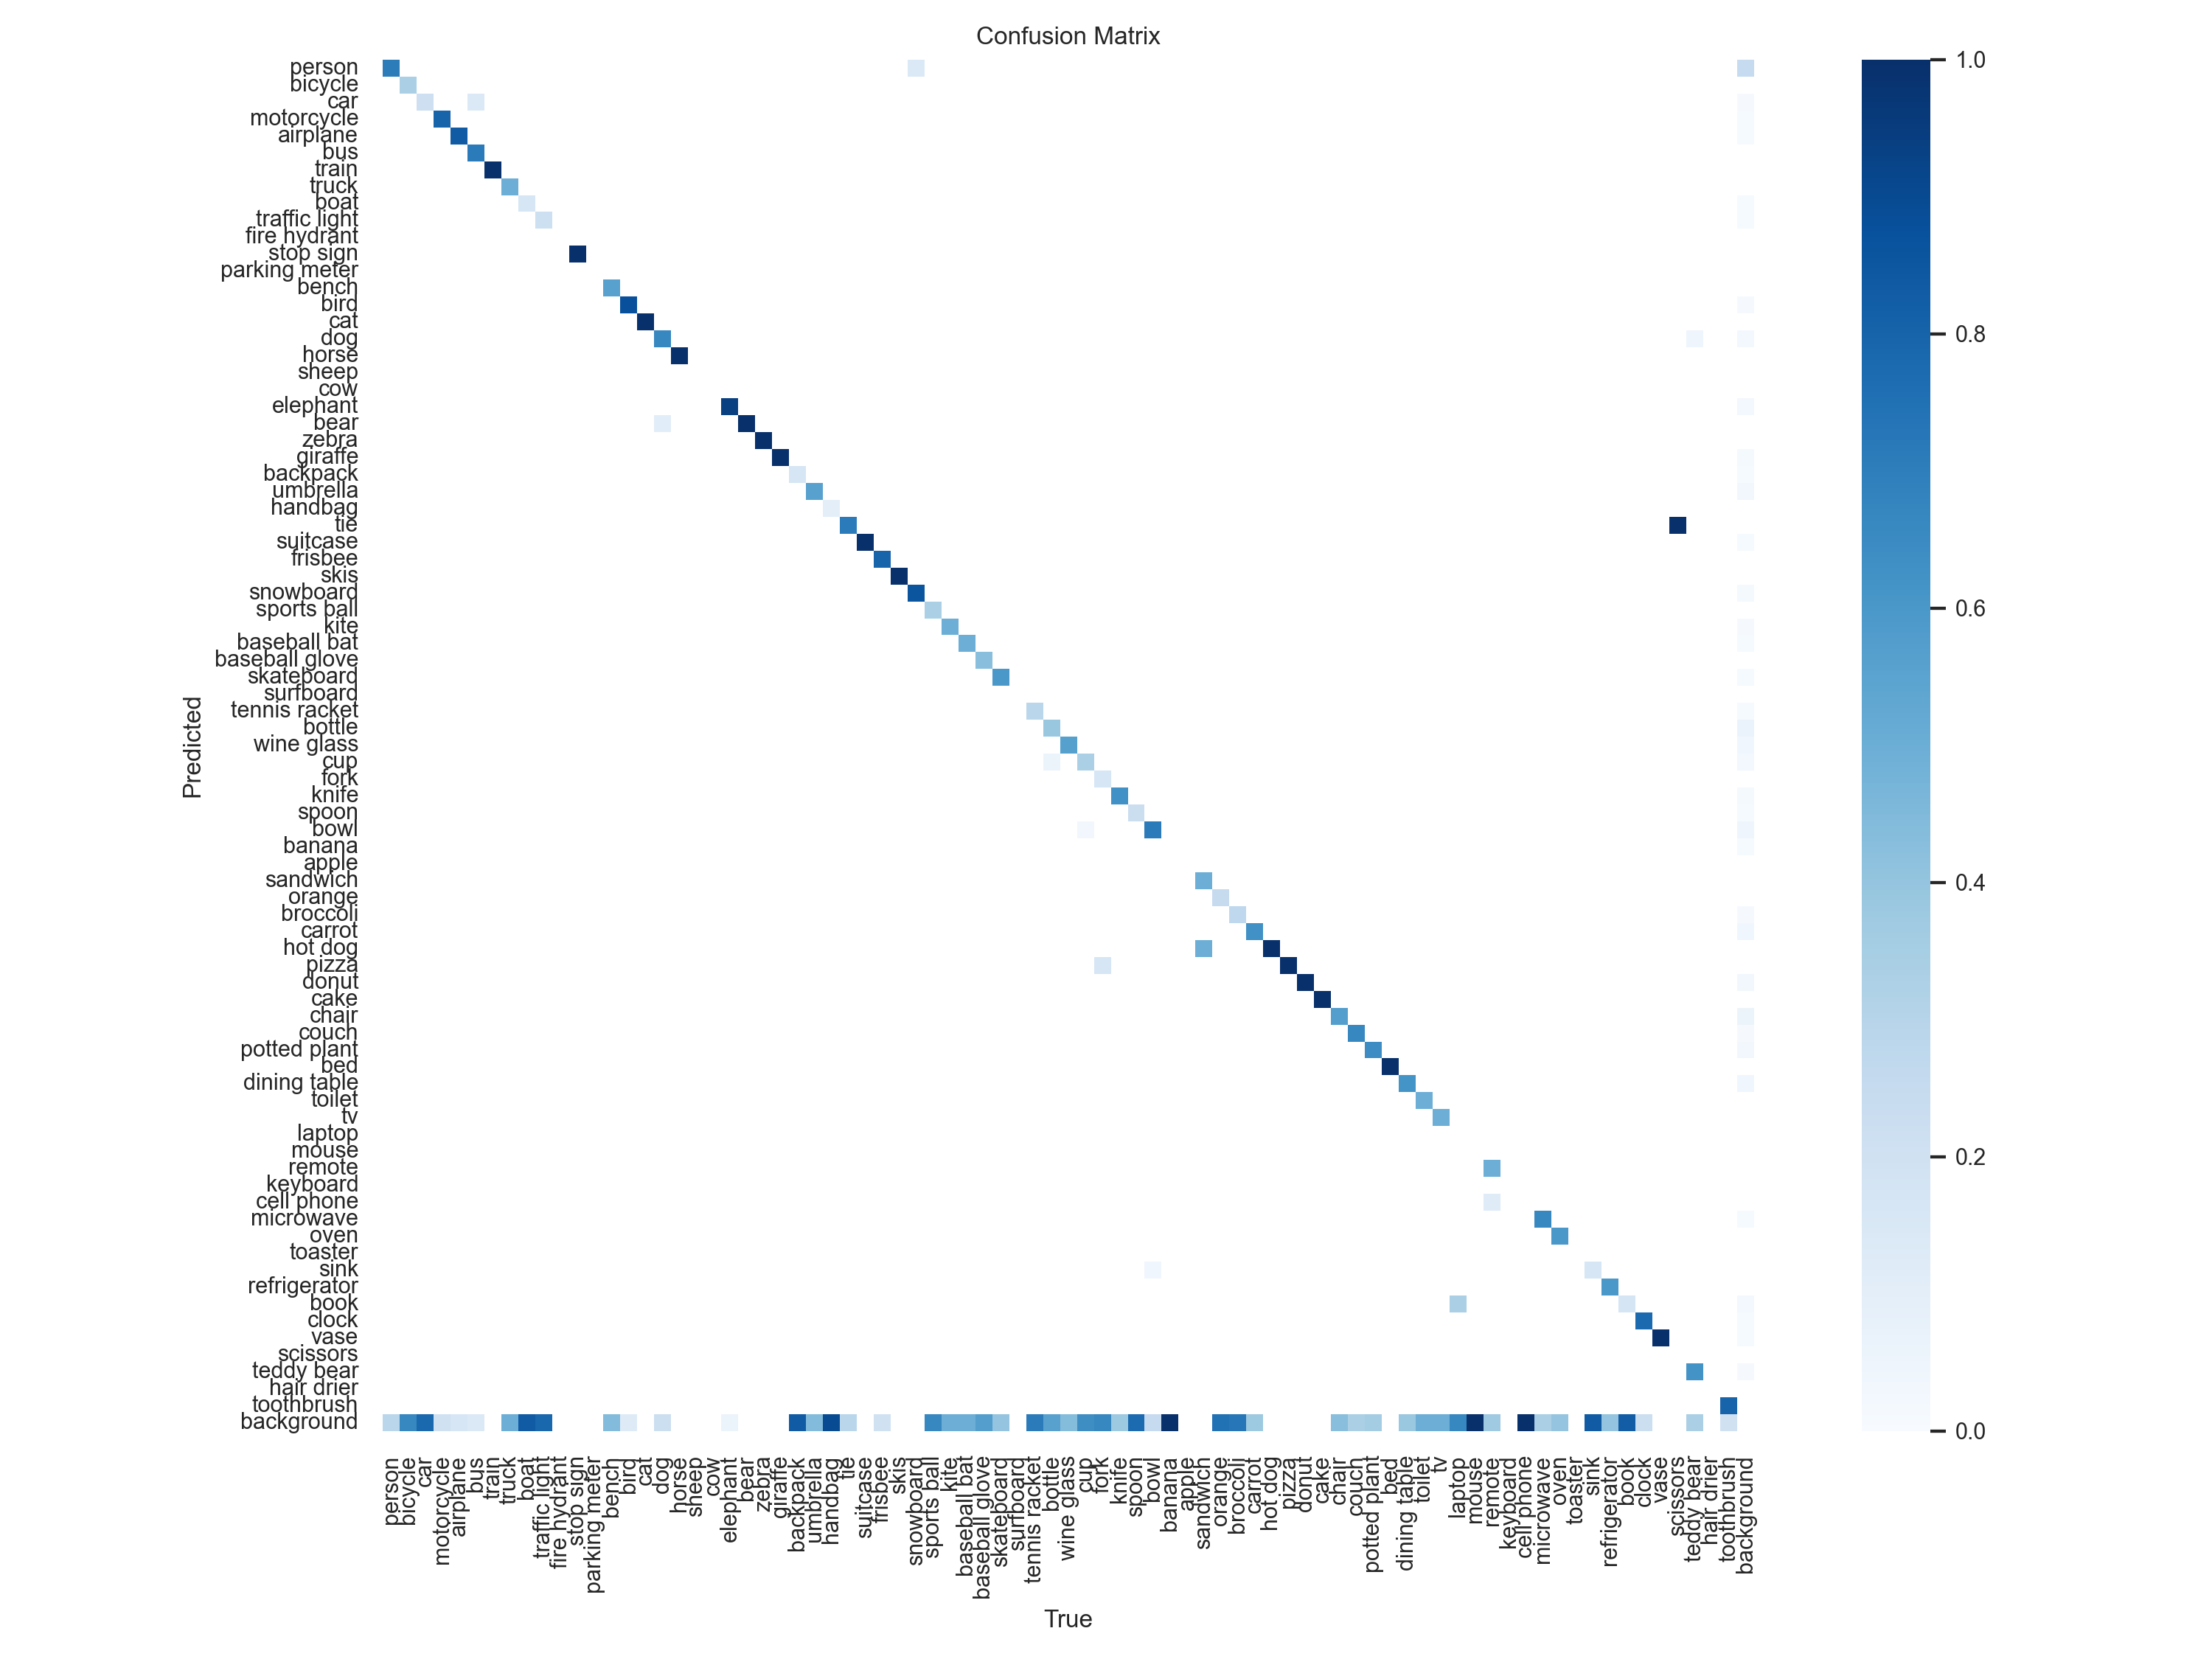 Confusion Matrix
person
bicycle
car
motorcycle
airplane
bus
train
truck
boat
traffic light
fire hydrant
stop sign
parking meter
bench
bird
cat
dog
horse
sheep
cow
elephant
bear
zebra
giraffe
backpack
umbrella
handbag
tie
suitcase
frisbee
skis
snowboard
sports ball
kite
baseball bat
baseball glove
skateboard
surfboard
tennis racket
bottle
wine glass
cup
fork
knife
spoon
bowl
banana
apple
sandwich
orange
broccoli
carrot
hot dog
pizza
donut
cake
chair
couch
potted plant
bed
dining table
toilet
tv
laptop
mouse
remote
keyboard
cell phone
microwave
oven
toaster
sink
refrigerator
book
clock
vase
scissors
teddy bear
hair drier
toothbrush
background
Predicted
person
bicycle
car
motorcycle
airplane
bus
train
truck
boat
traffic light
fire hydrant
stop sign
parking meter
bench
bird
cat
dog
horse
sheep
cow
elephant
bear
zebra
giraffe
backpack
umbrella
handbag
tie
suitcase
frisbee
skis
snowboard
sports ball
kite
baseball bat
baseball glove
skateboard
surfboard
tennis racket
bottle
wine glass
cup
fork
knife
spoon
bowl
banana
apple
sandwich
orange
broccoli
carrot
hot dog
pizza
donut
cake
chair
couch
potted plant
bed
dining table
toilet
tv
laptop
mouse
remote
keyboard
cell phone
microwave
oven
toaster
sink
refrigerator
book
clock
vase
scissors
teddy bear
hair drier
toothbrush
background
True
1.0
0.8
0.6
0.4
0.2
0.0